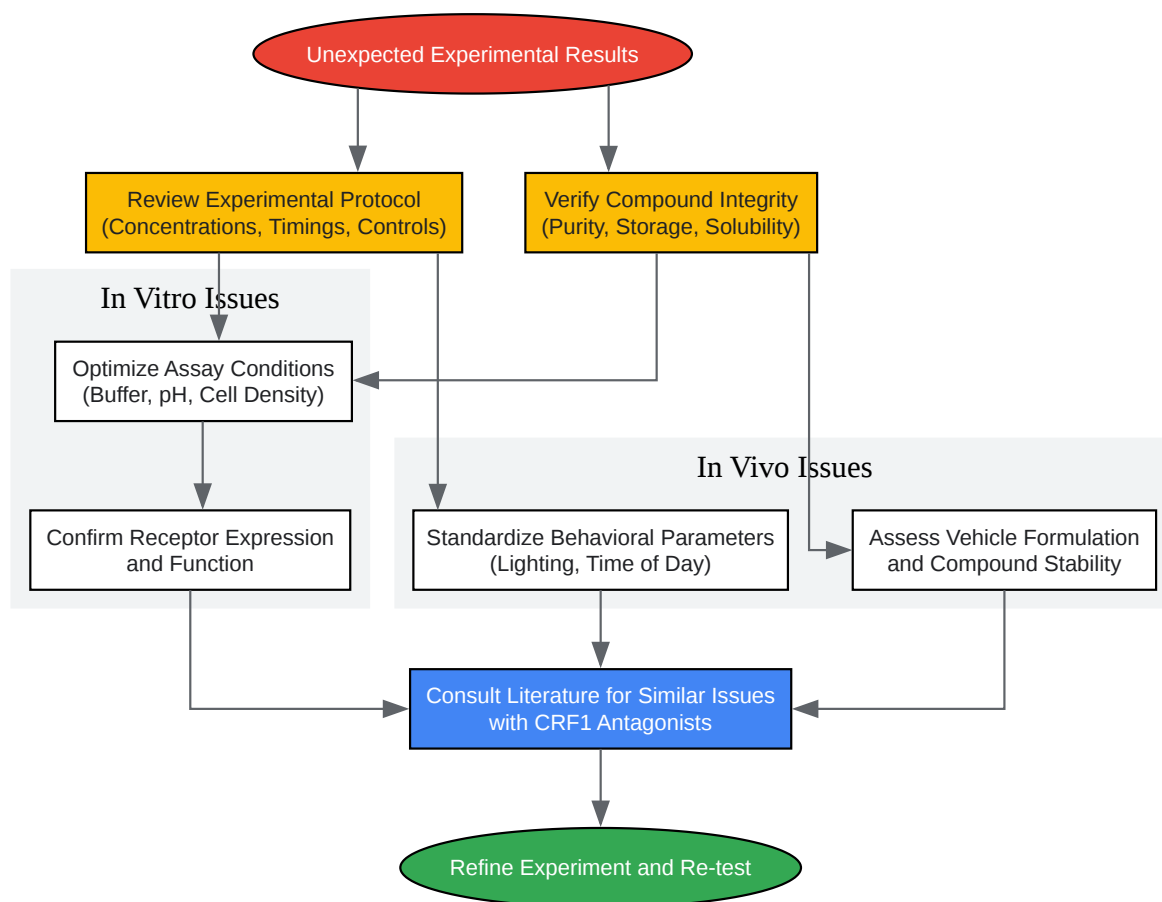 Unexpected Experimental Results
Review Experimental Protocol
(Concentrations, Timings, Controls)
Verify Compound Integrity
(Purity, Storage, Solubility)
In Vitro Issues
Optimize Assay Conditions
(Buffer, pH, Cell Density)
Confirm Receptor Expression
and Function
In Vivo Issues
Standardize Behavioral Parameters
(Lighting, Time of Day)
Assess Vehicle Formulation
and Compound Stability
Consult Literature for Similar Issues
with CRF1 Antagonists
Refine Experiment and Re-test